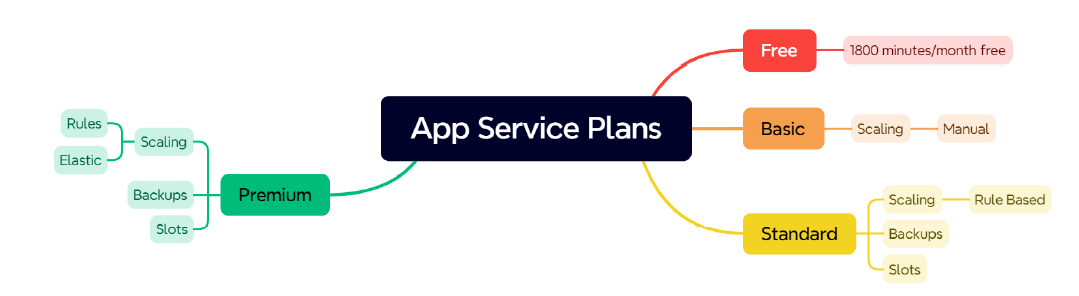 App Service Plans
Free
1800 minutes/month free
Basic
Scaling
Manual
Standard
Scaling
Rule Based
Backups
Slots
Premium
Scaling
Rules
Elastic
Backups
Slots